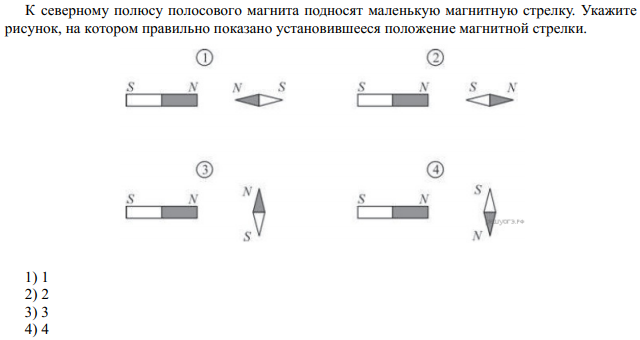 К северному полюсу полосового магнита подносят маленькую магнитную стрелку. Укажите
рисунок, на котором правильно показано установившееся положение магнитной стрелки.
1 2
S N N S S N S N
3 4
S N N S S N S N
1) 1
2) 2
3) 3
4) 4